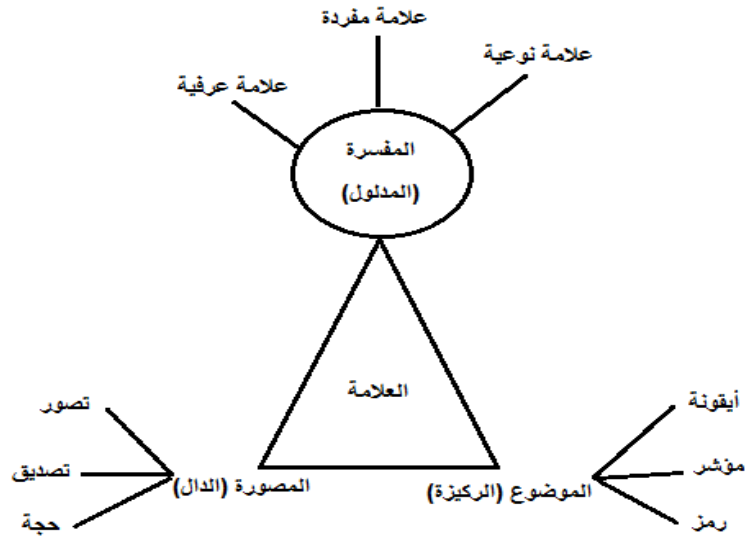 علامة مفردة
علامة نوعية
علامة عرفية
المفسرة
(المدلول)
العلامة
أيقونة
تصور
مؤشر
تصديق
الموضوع (الركيزة)
المصورة (الدال)
رمز
حجة